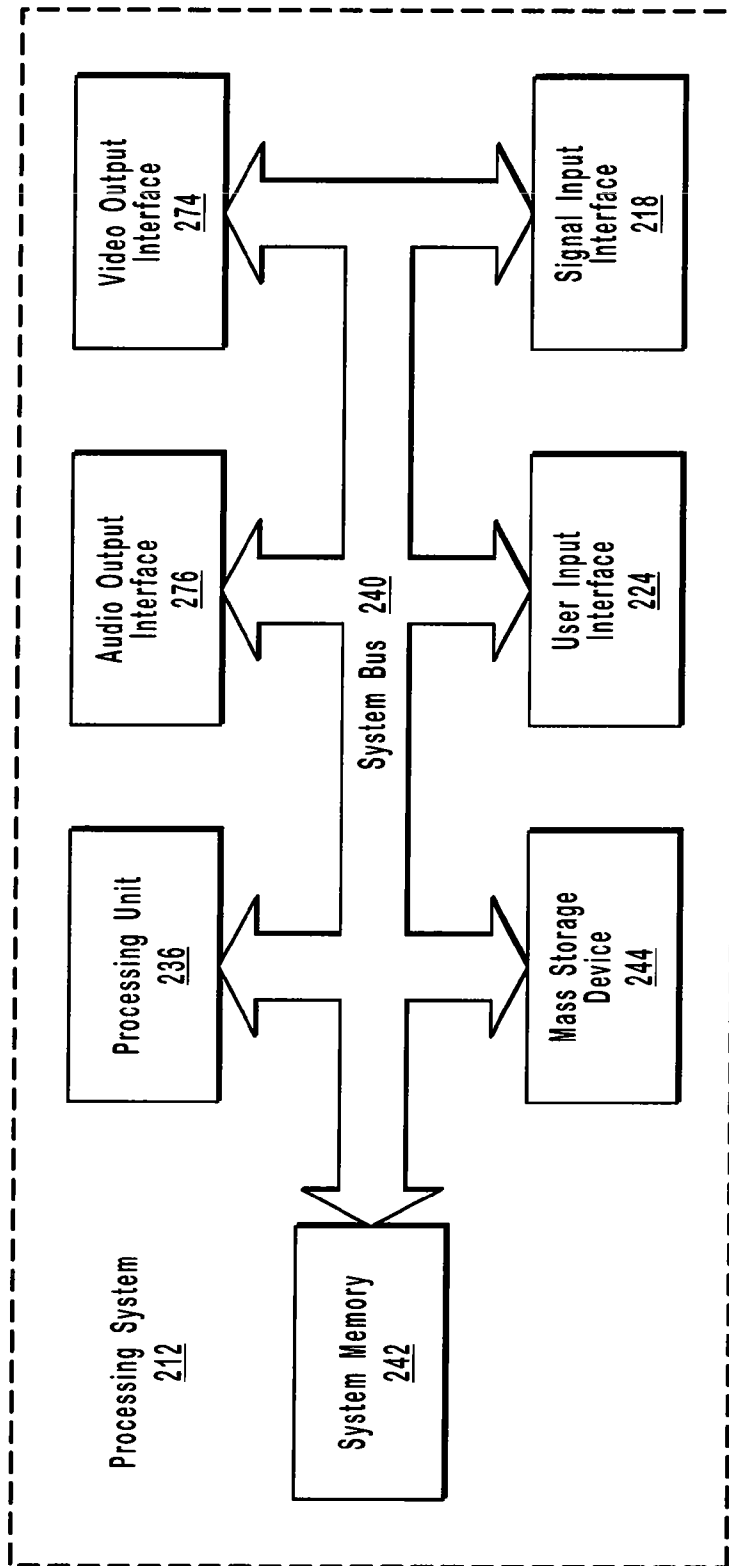 Processing System
212
Processing Unit
236
Audio Output
Interface
276
Video Output
Interface
274
System Memory
242
System Bus 240
Mass Storage
Device
244
User Input
Interface
224
Signal Input
Interface
218